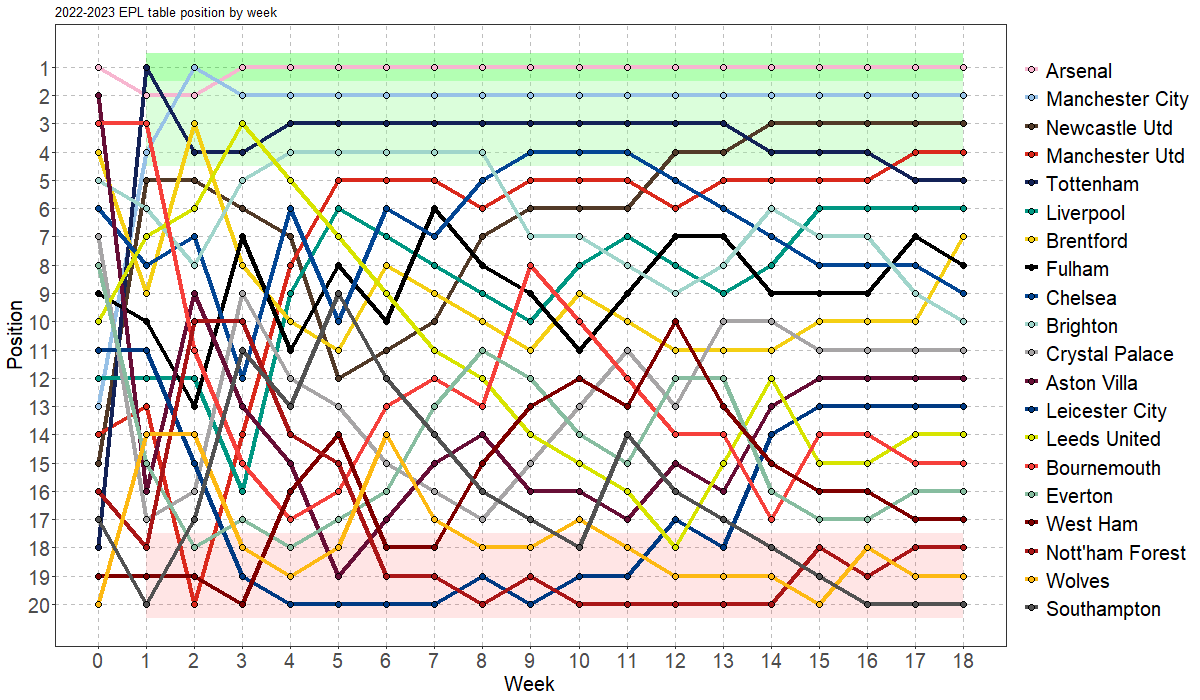 2022-2023 EPL table position by week
Position
1
2
3
4
5
6
7
8
9
10
11
12
13
14
15
16
17
18
19
20
0 1 2 3 4 5 6 7 8 9 10 11 12 13 14 15 16 17 18
Week
Arsenal
Manchester City
Newcastle Utd
Manchester Utd
Tottenham
Liverpool
Brentford
Fulham
Chelsea
Brighton
Crystal Palace
Aston Villa
Leicester City
Leeds United
Bournemouth
Everton
West Ham
Nott'ham Forest
Wolves
Southampton